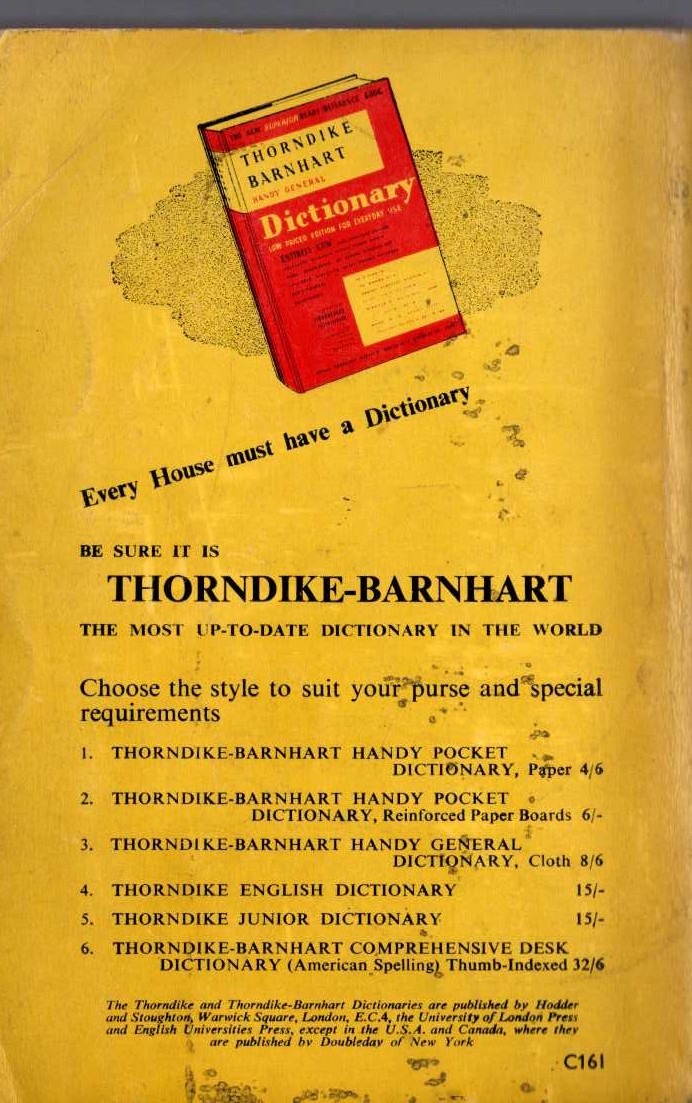 THE NEW SUPERIOR READY REFERENCE BOOK
THORNDIKE
BARNHART
HANDY GENERAL
Dictionary
LOW PRICED EDITION FOR EVERYDAY USE
ENTIRELY NEW
Every House must have a Dictionary
BE SURE IT IS
THORNDIKE-BARNHART
THE MOST UP-TO-DATE DICTIONARY IN THE WORLD
Choose the style to suit your purse and special
requirements
1. THORNDIKE-BARNHART HANDY POCKET
DICTIONARY, Paper 4/6
2. THORNDIKE-BARNHART HANDY POCKET
DICTIONARY, Reinforced Paper Boards 6/-
3. THORNDIKE-BARNHART HANDY GENERAL
DICTIONARY, Cloth 8/6
4. THORNDIKE ENGLISH DICTIONARY 15/-
5. THORNDIKE JUNIOR DICTIONARY 15/-
6. THORNDIKE-BARNHART COMPREHENSIVE DESK
DICTIONARY (American Spelling) Thumb-Indexed 32/6
The Thorndike and Thorndike-Barnhart Dictionaries are published by Hodder
and Stoughton, Warwick Square, London, E.C.4, the University of London Press
and English Universities Press, except in the U.S.A. and Canada, where they
are published by Doubleday of New York
C161